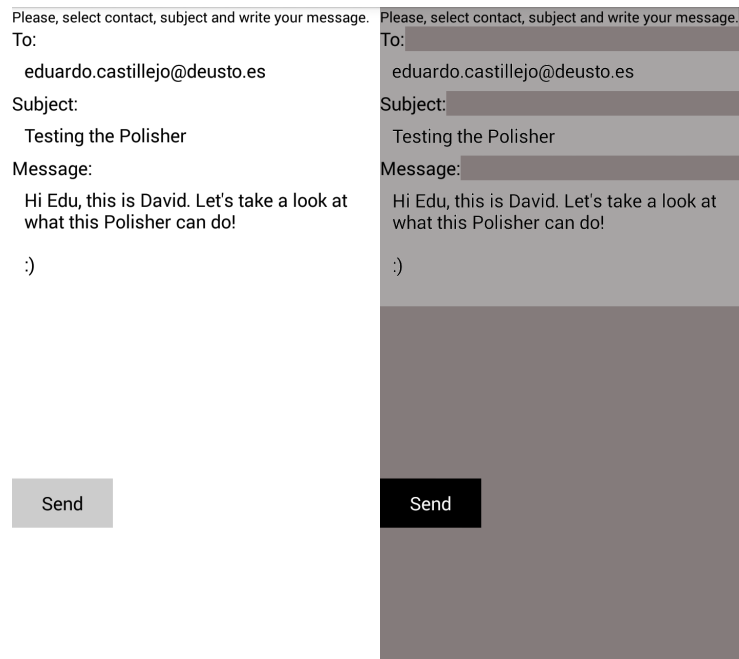 Please, select contact, subject and write your message.
To:
eduardo.castillejo@deusto.es
Subject:
Testing the Polisher
Message:
Hi Edu, this is David. Let's take a look at
what this Polisher can do!
:)
Send
Please, select contact, subject and write your message.
To:
eduardo.castillejo@deusto.es
Subject:
Testing the Polisher
Message:
Hi Edu, this is David. Let's take a look at
what this Polisher can do!
:)
Send